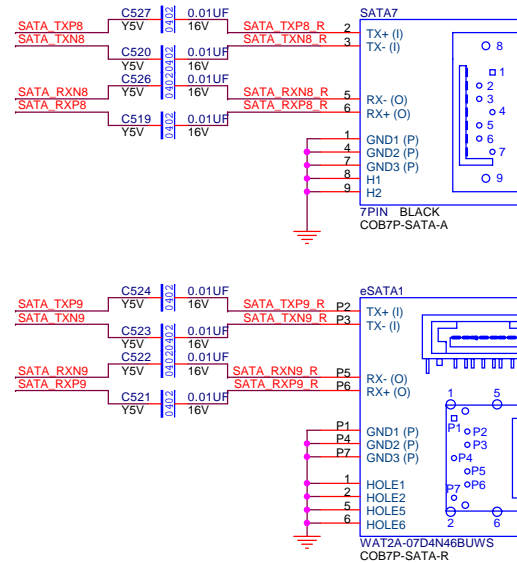 C527 0.01UF SATA7
SATA_TXP8 Y5V 0402 16V SATA_TXP8_R 2 TX+ (I)
SATA_TXN8 SATA_TXN8_R 3 TX- (I) 8
C520 0402 0.01UF
Y5V 16V 1
C526 0402 0.01UF 2
SATA_RXN8 Y5V 16V SATA_RXN8_R 5 RX- (O) 3
SATA_RXP8 SATA_RXP8_R 6 RX+ (O) 4
C519 0402 0.01UF 5
Y5V 16V 1 GND1 (P) 6
4 GND2 (P) 7
7 GND3 (P)
8 H1 9
9 H2
7PIN BLACK
COB7P-SATA-A
C524 0.01UF eSATA1
SATA_TXP9 Y5V 0402 16V SATA_TXP9_R P2 TX+ (I)
SATA_TXN9 SATA_TXN9_R P3 TX- (I)
C523 0402 0.01UF
Y5V 16V
C522 0402 0.01UF
SATA_RXN9 Y5V 16V SATA_RXN9_R P5 RX- (O)
SATA_RXP9 SATA_RXP9_R P6 RX+ (O)
C521 0402 0.01UF 1 5
Y5V 16V
P1 GND1 (P) P1 P2
P4 GND2 (P) P3
P7 GND3 (P) P4
P5
1 HOLE1 P6
2 HOLE2 P7
5 HOLE5
6 HOLE6 2 6
WAT2A-07D4N46BUWS
COB7P-SATA-R